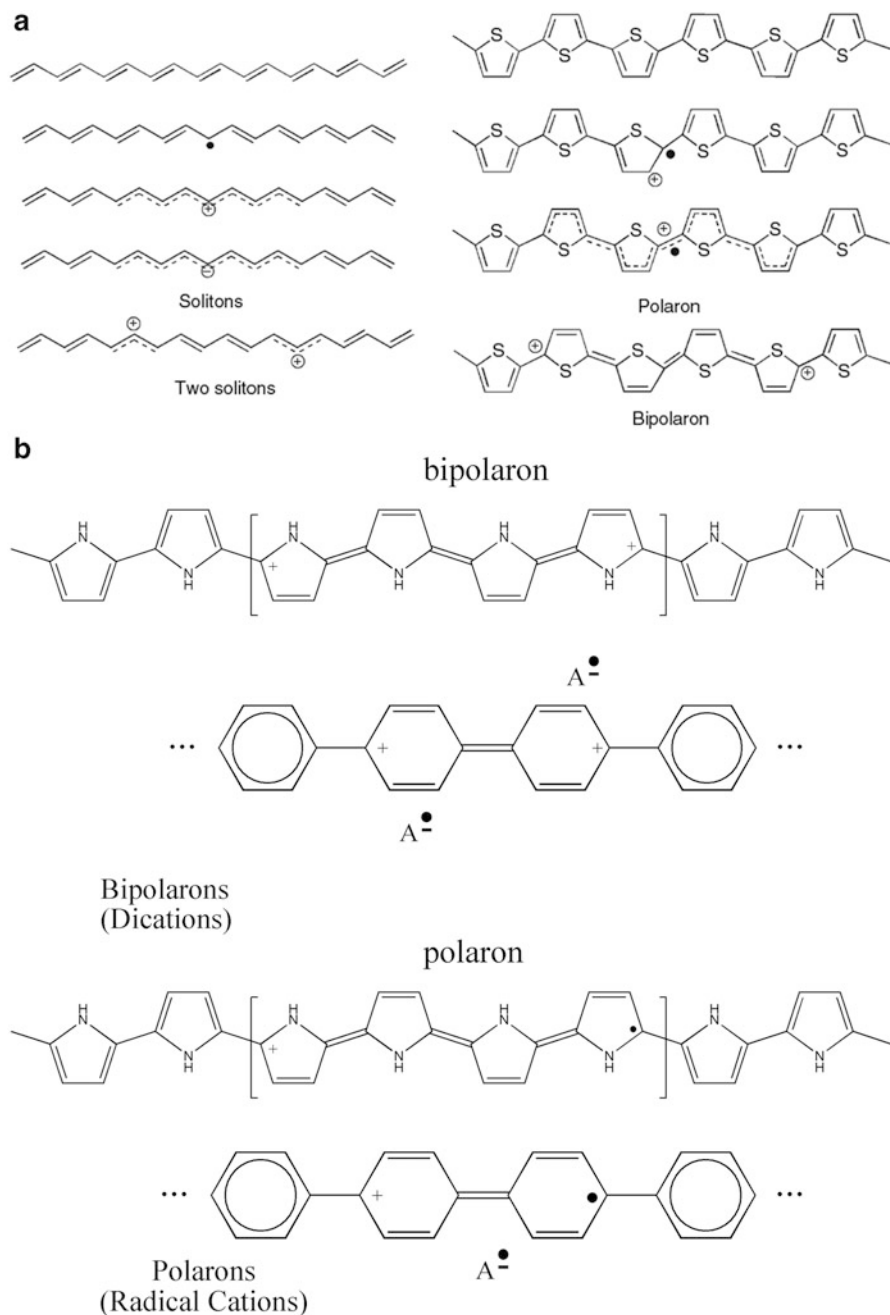 a
S S S S S S
S S S S S S
⊕
⊕
S S S S S S
⊕
⊖
Solitons
Polaron
⊕
⊕
Two solitons
⊕ S S S S S S ⊕
Bipolaron
b
bipolaron
H N H N H N H N
+ +
N H N H N H N H
A
... + + ...
A
Bipolarons
(Dications)
polaron
H N H N H N H N
+
N H N H N H N H
... + ...
A
Polarons
(Radical Cations)